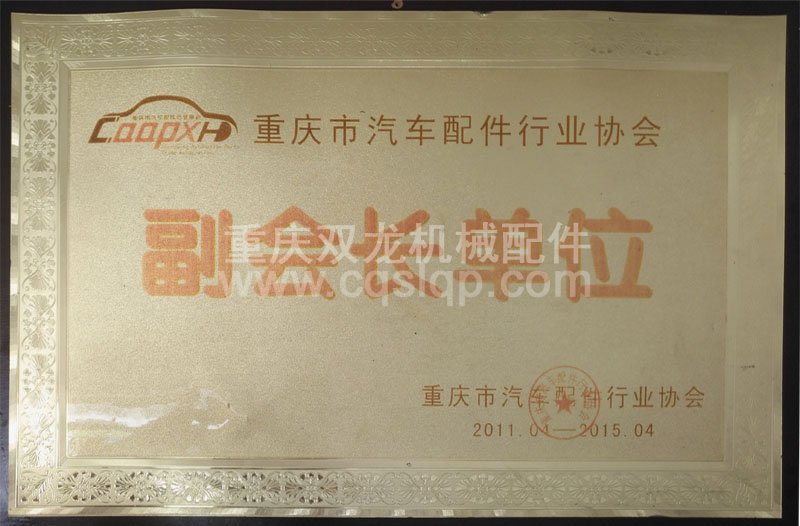 CQAPXH 重庆市汽车配件行业协会
副会长单位
重庆双龙机械配件
www.cqslqp.com
重庆市汽车配件行业协会
2011.04—2015.04